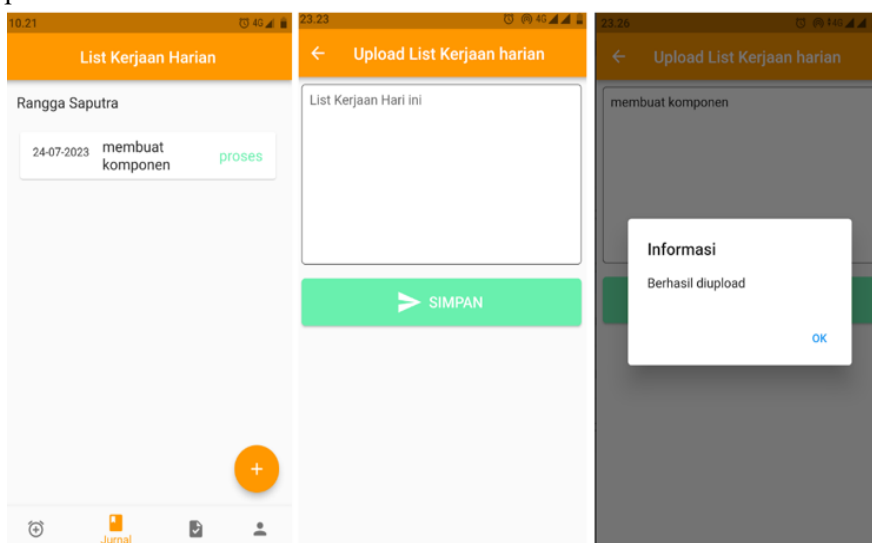 10.21
4G
List Kerjaan Harian
Rangga Saputra
24-07-2023
membuat
komponen
proses
+
Jurnal
23.23
4G
Upload List Kerjaan harian
List Kerjaan Hari ini
SIMPAN
23.26
4G
Upload List Kerjaan harian
membuat komponen
Informasi
Berhasil diupload
OK